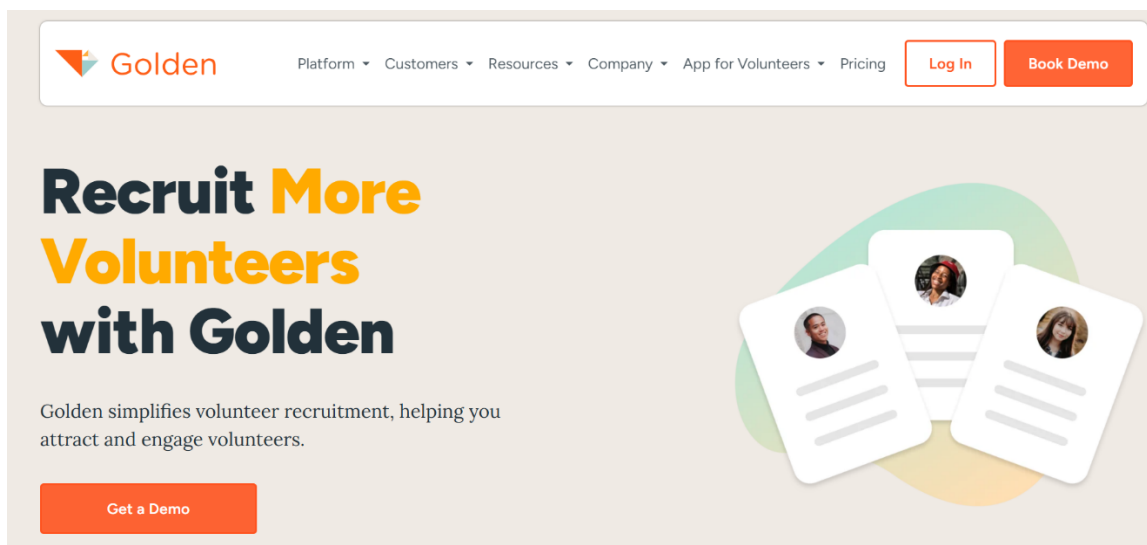 Golden
Platform Customers Resources Company App for Volunteers Pricing Log In Book Demo
Recruit More
Volunteers
with Golden
Golden simplifies volunteer recruitment, helping you
attract and engage volunteers.
Get a Demo